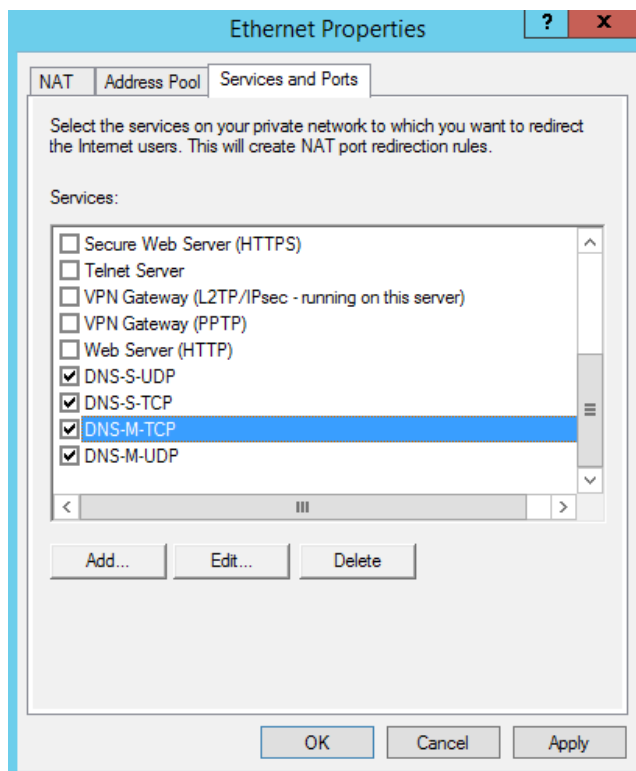 Ethernet Properties
? x
NAT Address Pool Services and Ports
Select the services on your private network to which you want to redirect
the Internet users. This will create NAT port redirection rules.
Services:
Secure Web Server (HTTPS)
Telnet Server
VPN Gateway (L2TP/IPsec - running on this server)
VPN Gateway (PPTP)
Web Server (HTTP)
DNS-S-UDP
DNS-S-TCP
DNS-M-TCP
DNS-M-UDP
Add... Edit... Delete
OK Cancel Apply